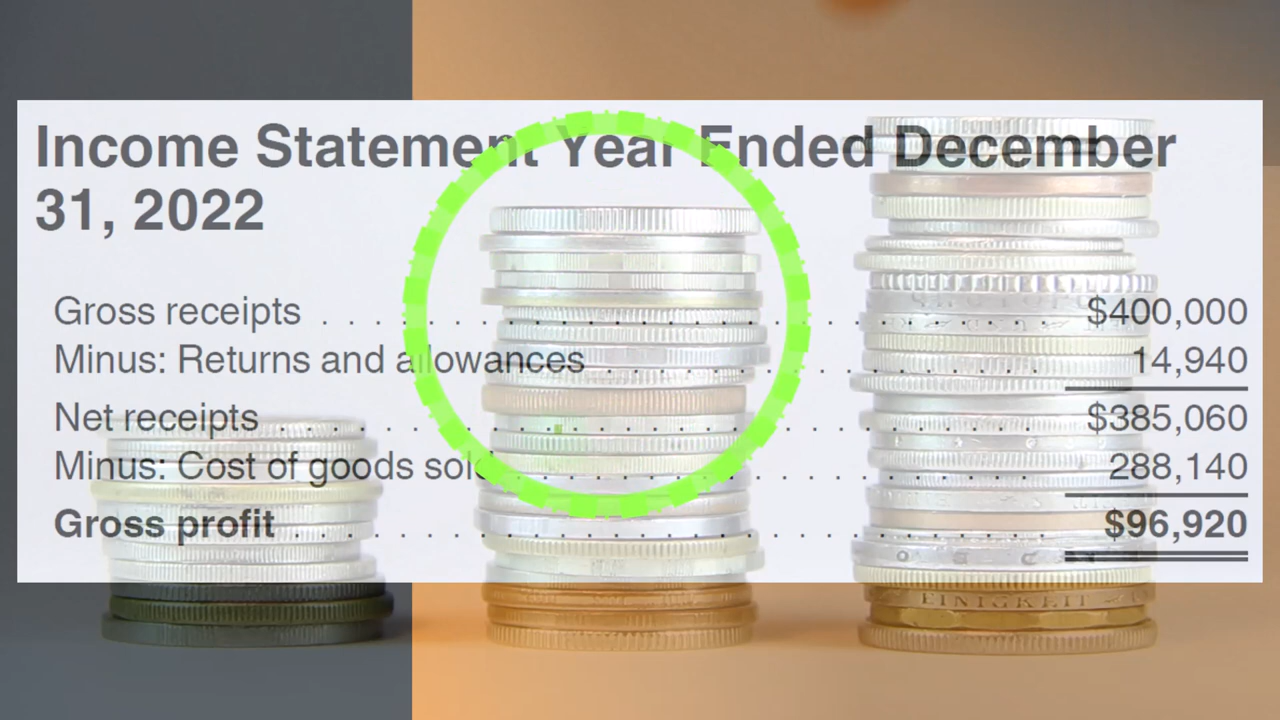 Income Statement Year Ended December
31, 2022
Gross receipts . . . . . . . . . . . . . . . . . . . . . . . . . . . $400,000
Minus: Returns and allowances . . . . . . . . . . . . . . . . 14,940
Net receipts . . . . . . . . . . . . . . . . . . . . . . . . . . . . $385,060
Minus: Cost of goods sold . . . . . . . . . . . . . . . . . . . . 288,140
Gross profit . . . . . . . . . . . . . . . . . . . . . . . . . . . . $96,920
EINIGKEIT